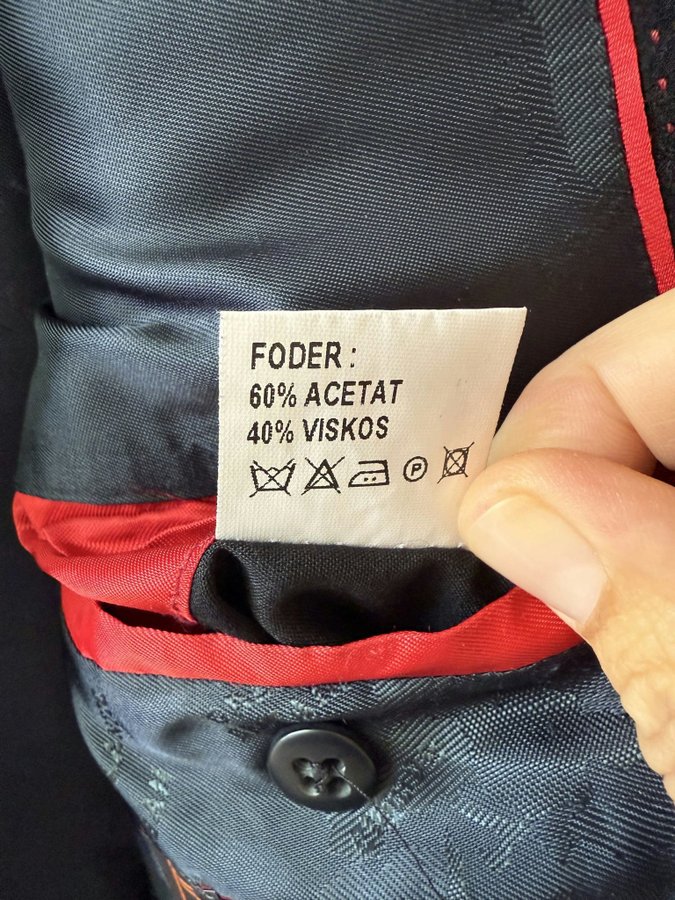 FODER :
60% ACETAT
40% VISKOS
P